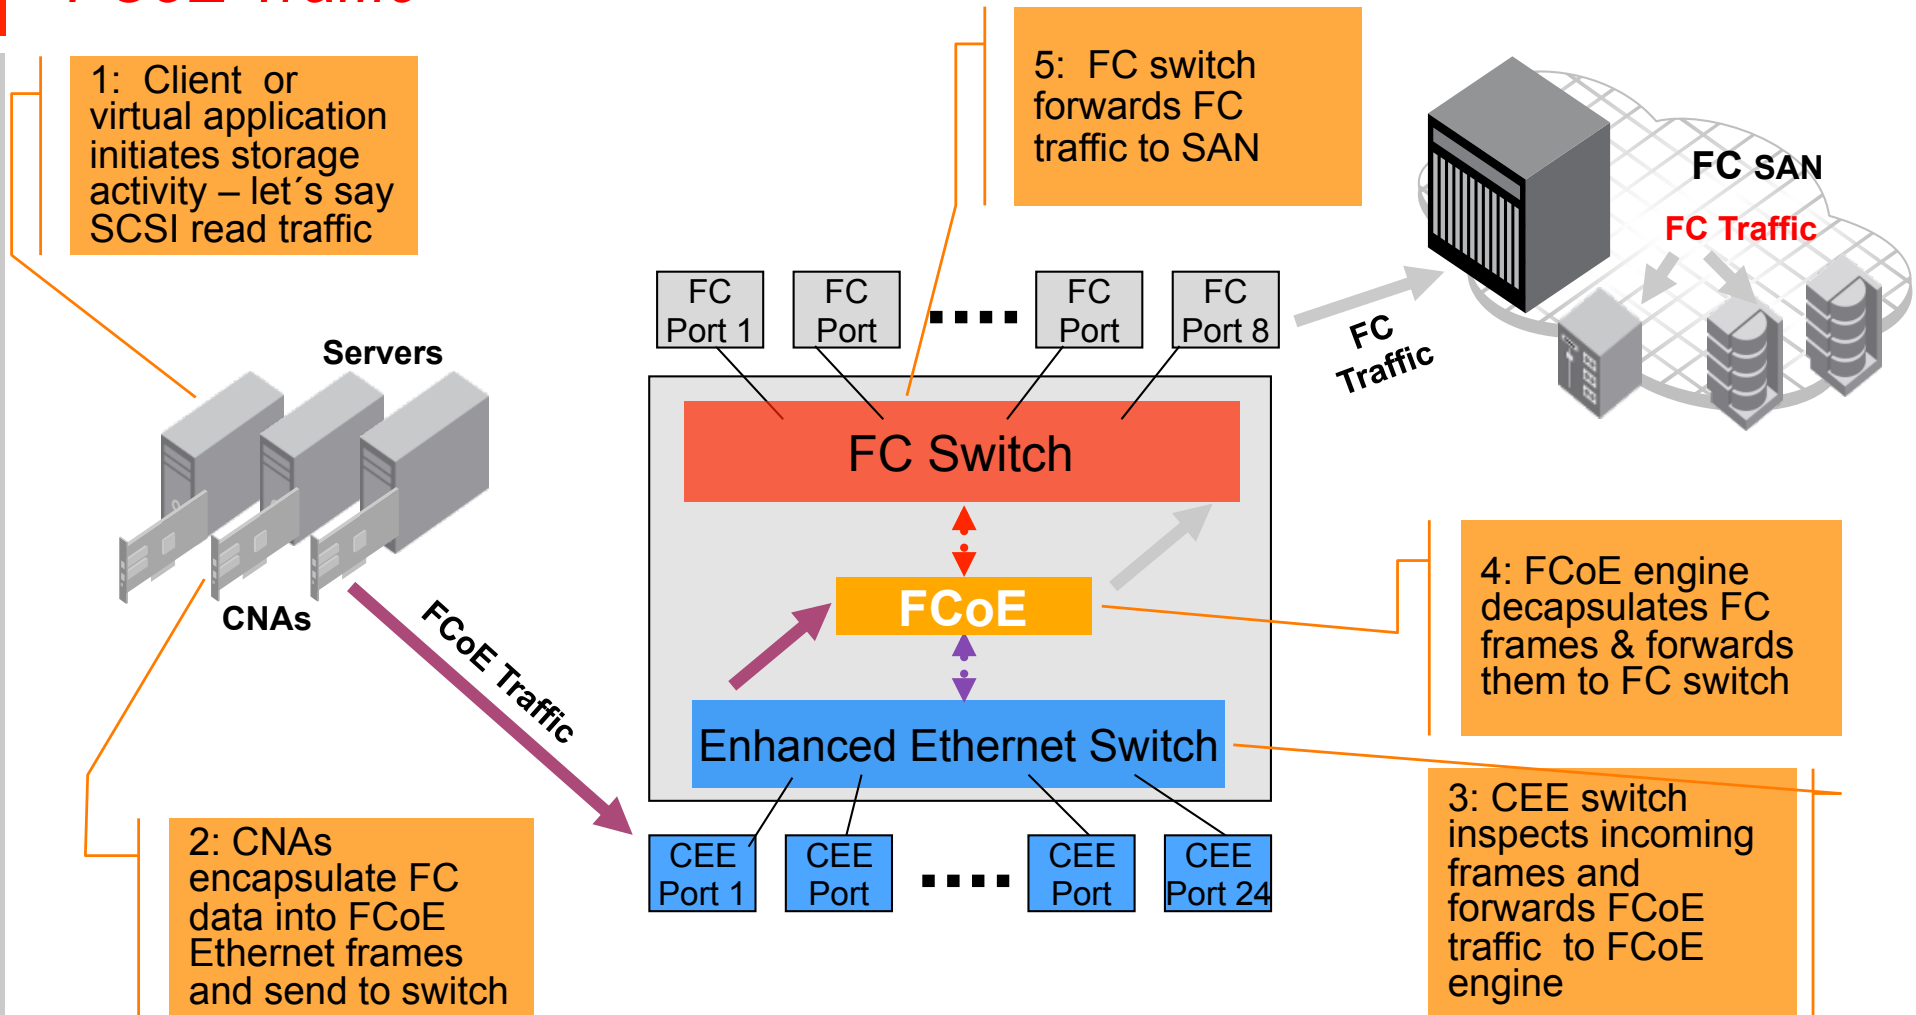 FCoE Traffic
1:  Client  or
virtual application
initiates storage
activity – let´s say
SCSI read traffic
5:  FC switch
forwards FC
traffic to SAN
FC SAN
FC Traffic
FC
Port 1
FC
Port
FC
Port
FC
Port 8
FC
Traffic
Servers
FC Switch
CNAs
FCoE Traffic
FCoE
4: FCoE engine
decapsulates FC
frames & forwards
them to FC switch
Enhanced Ethernet Switch
3: CEE switch
inspects incoming
frames and
forwards FCoE
traffic  to FCoE
engine
2: CNAs
encapsulate FC
data into FCoE
Ethernet frames
and send to switch
CEE
Port 1
CEE
Port
CEE
Port
CEE
Port 24